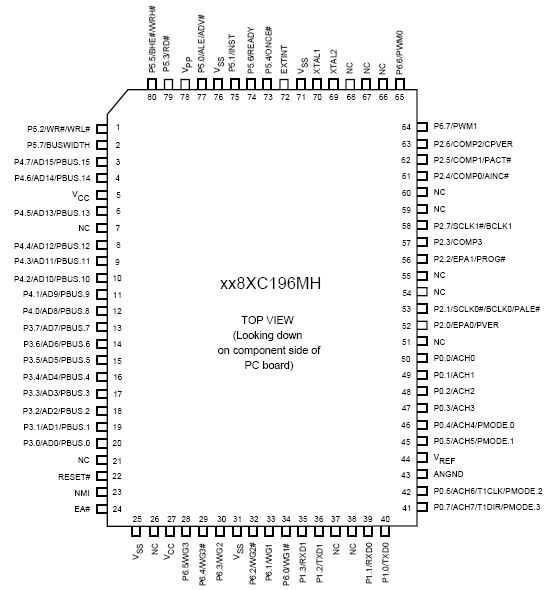 P5.5/BHE#/WRH#
P5.3/RD#
VPP
P5.0/ALE/ADV#
VSS
P5.1/INST
P5.6/READY
P5.4/ONCE#
EXTINT
VSS
XTAL1
XTAL2
NC
NC
NC
P6.6/PWM0
80 79 78 77 76 75 74 73 72 71 70 69 68 67 66 65
P5.2/WR#/WRL# 1
P5.7/BUSWIDTH 2
P4.7/AD15/PBUS.15 3
P4.6/AD14/PBUS.14 4
VCC 5
P4.5/AD13/PBUS.13 6
NC 7
P4.4/AD12/PBUS.12 8
P4.3/AD11/PBUS.11 9
P4.2/AD10/PBUS.10 10
P4.1/AD9/PBUS.9 11
P4.0/AD8/PBUS.8 12
P3.7/AD7/PBUS.7 13
P3.6/AD6/PBUS.6 14
P3.5/AD5/PBUS.5 15
P3.4/AD4/PBUS.4 16
P3.3/AD3/PBUS.3 17
P3.2/AD2/PBUS.2 18
P3.1/AD1/PBUS.1 19
P3.0/AD0/PBUS.0 20
NC 21
RESET# 22
NMI 23
EA# 24
xx8XC196MH
TOP VIEW
(Looking down
on component side of
PC board)
64 P6.7/PWM1
63 P2.6/COMP2/CPVER
62 P2.5/COMP1/PACT#
61 P2.4/COMP0/AINC#
60 NC
59 NC
58 P2.7/SCLK1#/BCLK1
57 P2.3/COMP3
56 P2.2/EPA1/PROG#
55 NC
54 NC
53 P2.1/SCLK0#/BCLK0/PALE#
52 P2.0/EPA0/PVER
51 NC
50 P0.0/ACH0
49 P0.1/ACH1
48 P0.2/ACH2
47 P0.3/ACH3
46 P0.4/ACH4/PMODE.0
45 P0.5/ACH5/PMODE.1
44 VREF
43 ANGND
42 P0.6/ACH6/T1CLK/PMODE.2
41 P0.7/ACH7/T1DIR/PMODE.3
25 26 27 28 29 30 31 32 33 34 35 36 37 38 39 40
VSS
NC
VCC
P6.5/WG3
P6.4/WG3#
P6.3/WG2
VSS
P6.2/WG2#
P6.1/WG1
P6.0/WG1#
P1.3/RXD1
P1.2/TXD1
NC
NC
P1.1/RXD0
P1.0/TXD0